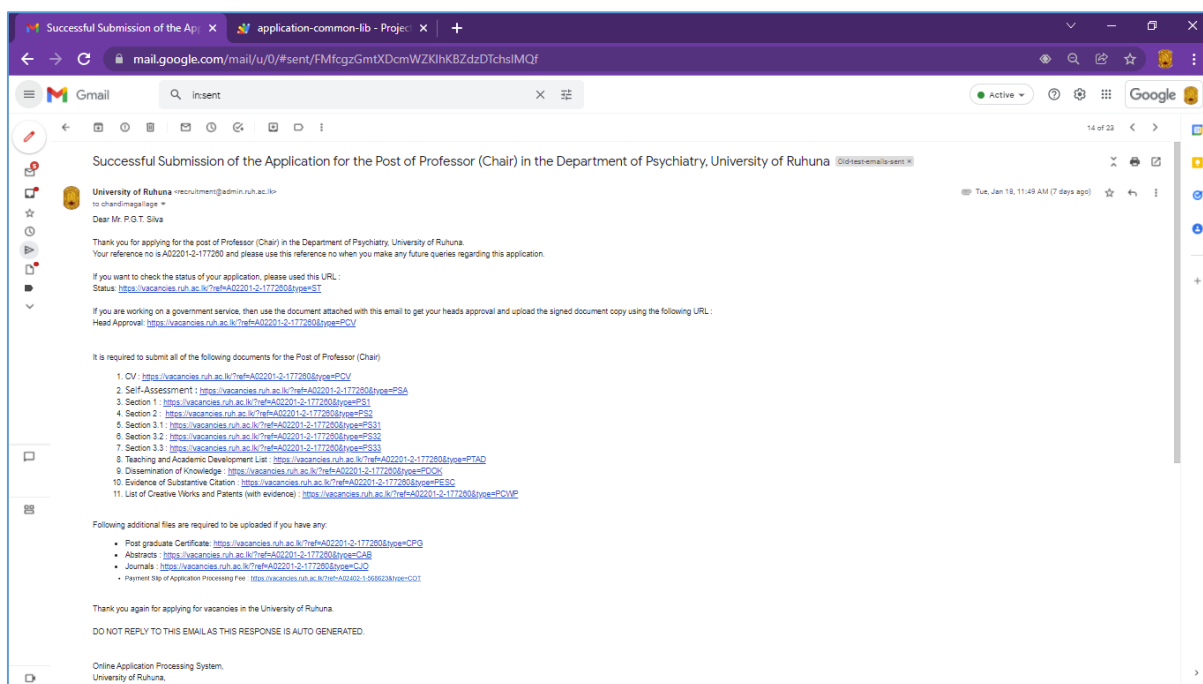 Successful Submission of the Ap
application-common-lib - Projec
mail.google.com/mail/u/0/#sent/FMfcgzGmtXDcmWZKlhKBZdzDTchslMQf
Gmail
in:sent
Active
Google
14 of 23
Successful Submission of the Application for the Post of Professor (Chair) in the Department of Psychiatry, University of Ruhuna Old-test-emails-sent ×
University of Ruhuna <recruitment@admin.ruh.ac.lk>
Tue, Jan 18, 11:49 AM (7 days ago)
to chandimagallage
Dear Mr. P.G.T. Silva
Thank you for applying for the post of Professor (Chair) in the Department of Psychiatry, University of Ruhuna.
Your reference no is A02201-2-177260 and please use this reference no when you make any future queries regarding this application.
If you want to check the status of your application, please used this URL :
Status: https://vacancies.ruh.ac.lk/?ref=A02201-2-177260&type=ST
If you are working on a government service, then use the document attached with this email to get your heads approval and upload the signed document copy using the following URL :
Head Approval: https://vacancies.ruh.ac.lk/?ref=A02201-2-177260&type=PCV
It is required to submit all of the following documents for the Post of Professor (Chair)
1. CV : https://vacancies.ruh.ac.lk/?ref=A02201-2-177260&type=PCV
2. Self-Assessment : https://vacancies.ruh.ac.lk/?ref=A02201-2-177260&type=PSA
3. Section 1 : https://vacancies.ruh.ac.lk/?ref=A02201-2-177260&type=PS1
4. Section 2 : https://vacancies.ruh.ac.lk/?ref=A02201-2-177260&type=PS2
5. Section 3.1 : https://vacancies.ruh.ac.lk/?ref=A02201-2-177260&type=PS31
6. Section 3.2 : https://vacancies.ruh.ac.lk/?ref=A02201-2-177260&type=PS32
7. Section 3.3 : https://vacancies.ruh.ac.lk/?ref=A02201-2-177260&type=PS33
8. Teaching and Academic Development List : https://vacancies.ruh.ac.lk/?ref=A02201-2-177260&type=PTAD
9. Dissemination of Knowledge : https://vacancies.ruh.ac.lk/?ref=A02201-2-177260&type=PDOK
10. Evidence of Substantive Citation : https://vacancies.ruh.ac.lk/?ref=A02201-2-177260&type=PESC
11. List of Creative Works and Patents (with evidence) : https://vacancies.ruh.ac.lk/?ref=A02201-2-177260&type=PCWP
Following additional files are required to be uploaded if you have any:
• Post graduate Certificate: https://vacancies.ruh.ac.lk/?ref=A02201-2-177260&type=CPG
• Abstracts : https://vacancies.ruh.ac.lk/?ref=A02201-2-177260&type=CAB
• Journals : https://vacancies.ruh.ac.lk/?ref=A02201-2-177260&type=CJO
• Payment Slip of Application Processing Fee : https://vacancies.ruh.ac.lk/?ref=A02402-1-566623&type=COT
Thank you again for applying for vacancies in the University of Ruhuna.
DO NOT REPLY TO THIS EMAIL AS THIS RESPONSE IS AUTO GENERATED.
Online Application Processing System,
University of Ruhuna,